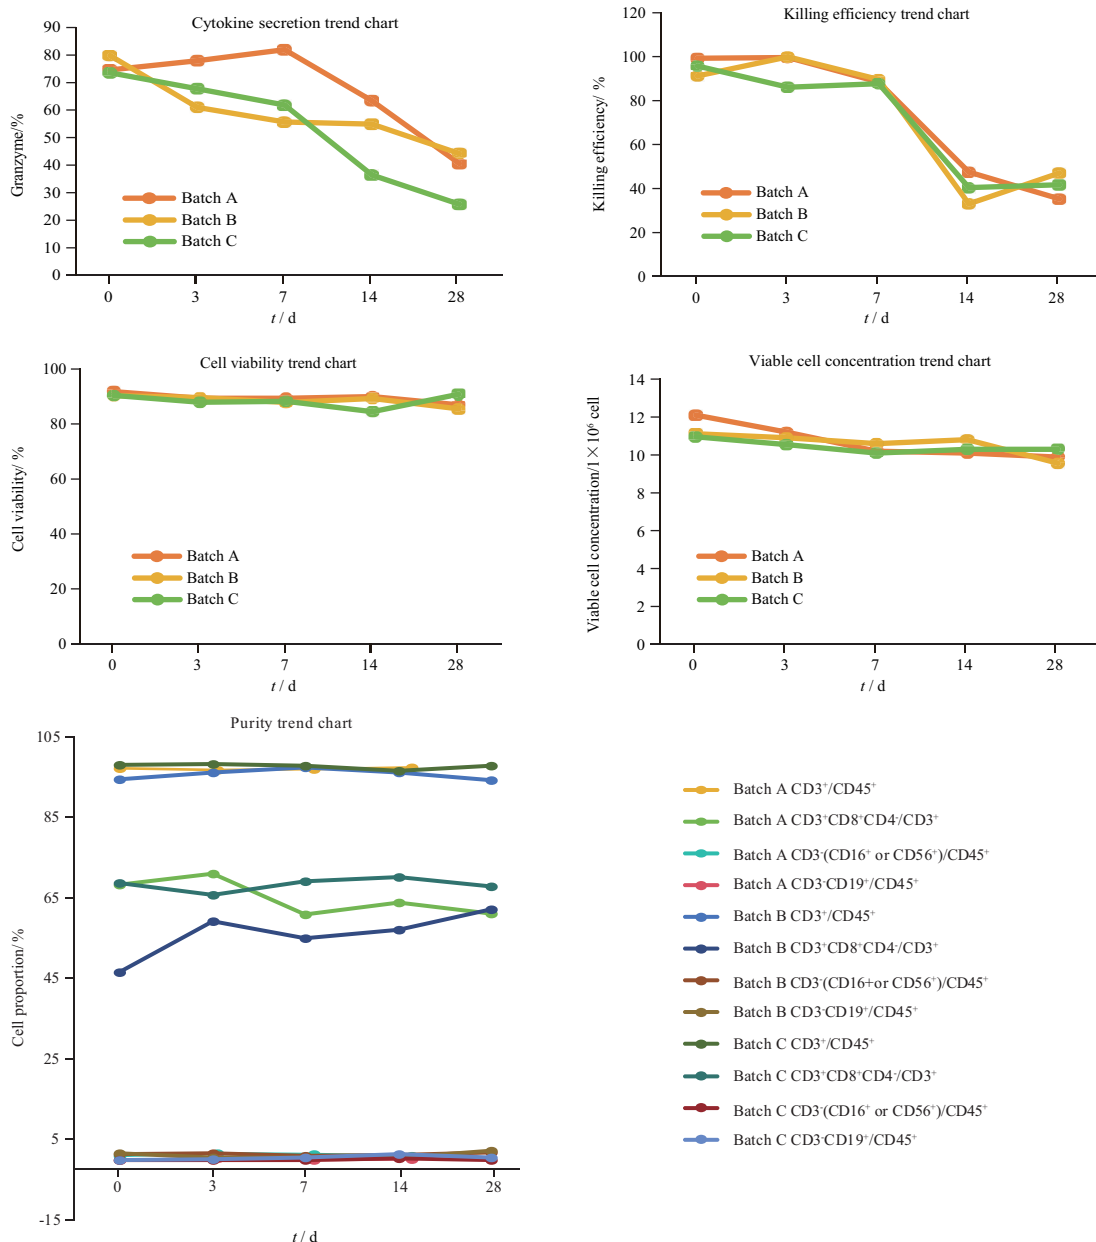 Cytokine secretion trend chart
Granzyme/%
90
80
70
60
50
40
30
20
10
0
Batch A
Batch B
Batch C
0 3 7 14 28
t / d
Killing efficiency trend chart
Killing efficiency/ %
120
100
80
60
40
20
0
Batch A
Batch B
Batch C
0 3 7 14 28
t / d
Cell viability trend chart
Cell viability/ %
100
80
60
40
20
0
Batch A
Batch B
Batch C
0 3 7 14 28
t / d
Viable cell concentration trend chart
Viable cell concentration/1×10⁶ cell
14
12
10
8
6
4
2
0
Batch A
Batch B
Batch C
0 3 7 14 28
t / d
Purity trend chart
Cell proportion/ %
105
85
65
45
25
5
-15
0 3 7 14 28
t / d
Batch A CD3⁺/CD45⁺
Batch A CD3⁺CD8⁺CD4⁻/CD3⁺
Batch A CD3⁻(CD16⁺ or CD56⁺)/CD45⁺
Batch A CD3⁻CD19⁺/CD45⁺
Batch B CD3⁺/CD45⁺
Batch B CD3⁺CD8⁺CD4⁻/CD3⁺
Batch B CD3⁻(CD16+or CD56⁺)/CD45⁺
Batch B CD3⁻CD19⁺/CD45⁺
Batch C CD3⁺/CD45⁺
Batch C CD3⁺CD8⁺CD4⁻/CD3⁺
Batch C CD3⁻(CD16⁺ or CD56⁺)/CD45⁺
Batch C CD3⁻CD19⁺/CD45⁺